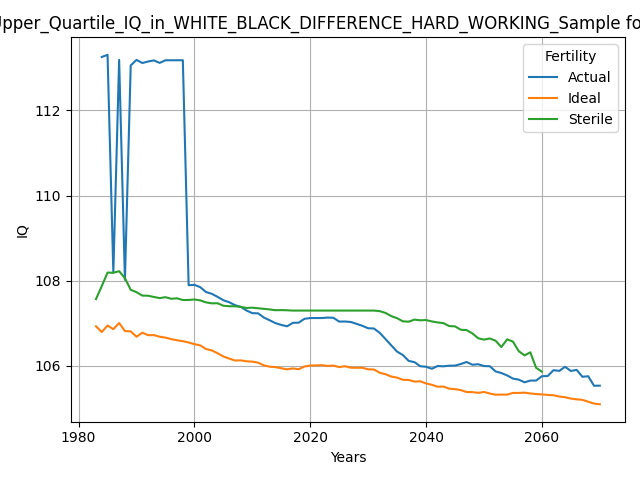 Upper_Quartile_IQ_in_WHITE_BLACK_DIFFERENCE_HARD_WORKING_Sample fo
Fertility
Actual
Ideal
Sterile
IQ
112
110
108
106
1980
2000
2020
2040
2060
Years